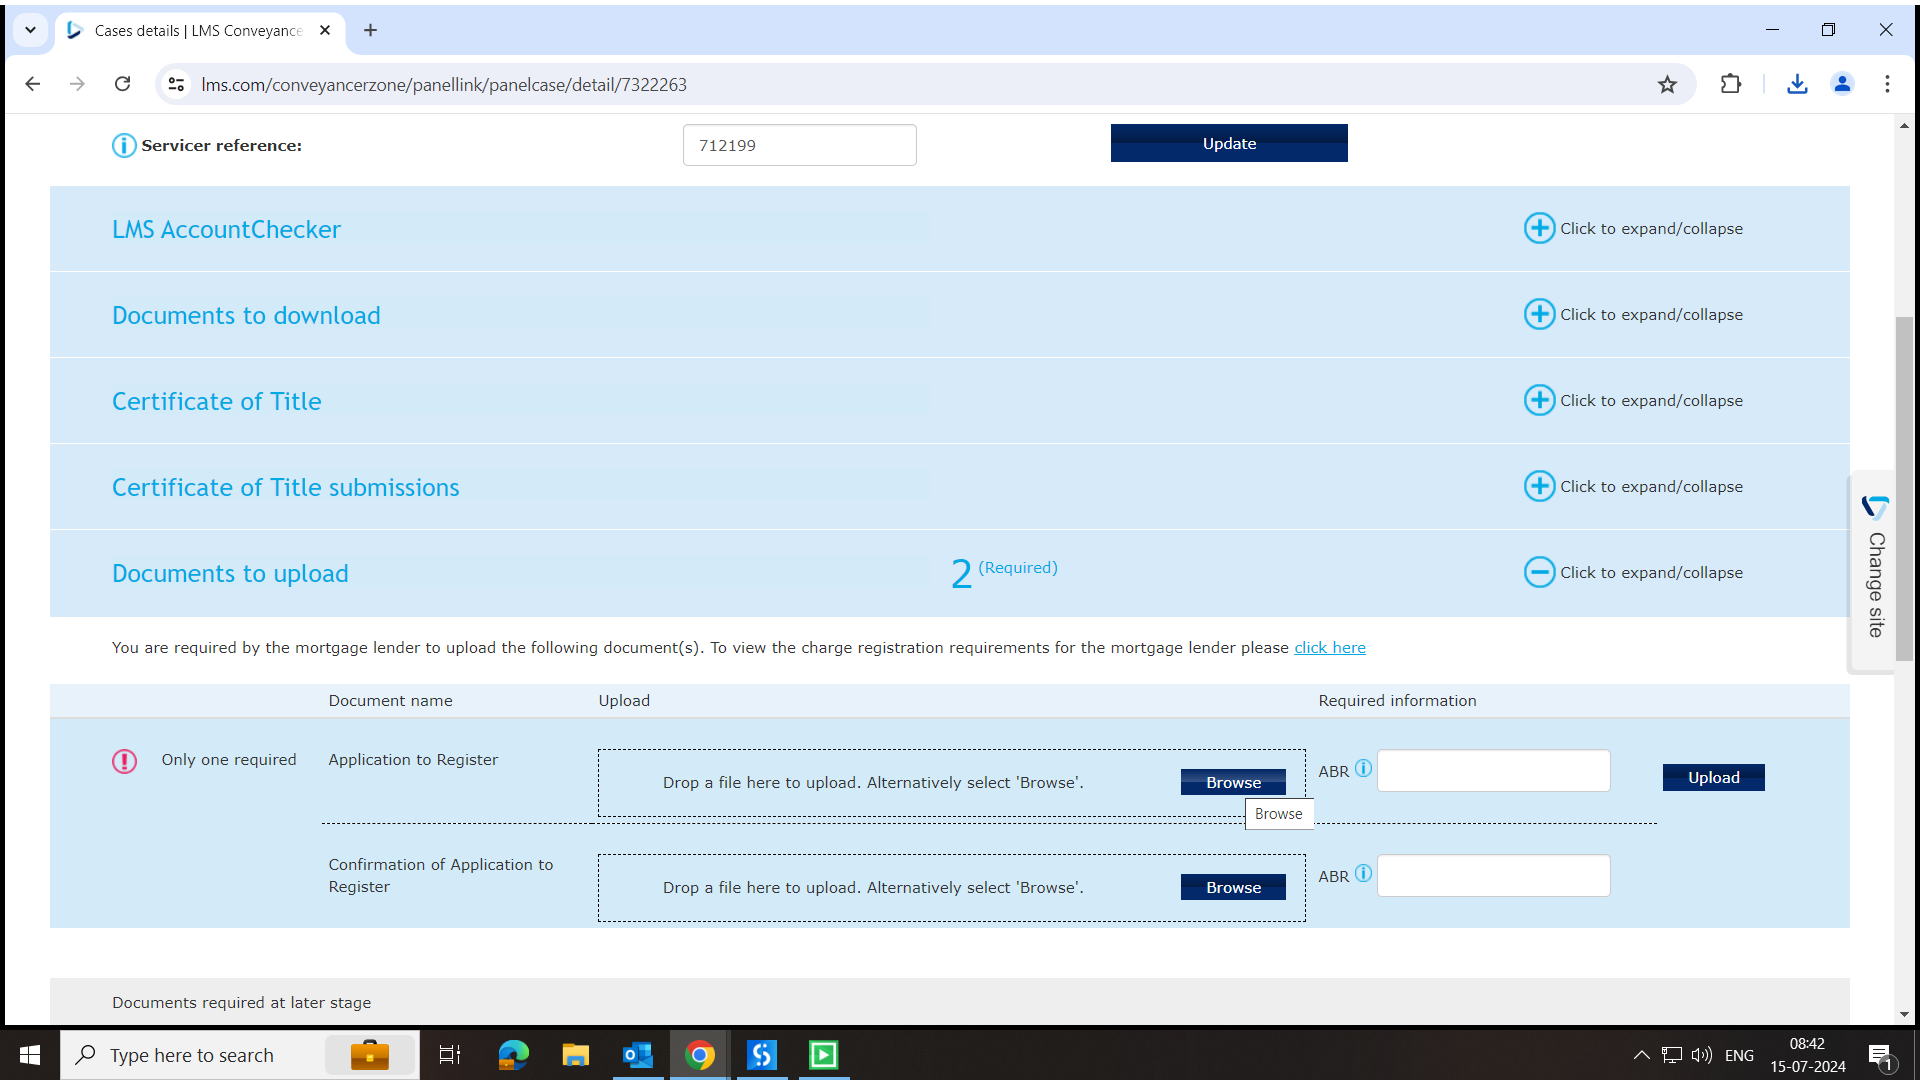 Cases details | LMS Conveyance
lms.com/conveyancerzone/panellink/panelcase/detail/7322263
Servicer reference:
712199
Update
LMS AccountChecker
Click to expand/collapse
Documents to download
Click to expand/collapse
Certificate of Title
Click to expand/collapse
Certificate of Title submissions
Click to expand/collapse
Documents to upload
2 (Required)
Click to expand/collapse
Change site
You are required by the mortgage lender to upload the following document(s). To view the charge registration requirements for the mortgage lender please click here
Document name
Upload
Required information
Only one required
Application to Register
Drop a file here to upload. Alternatively select 'Browse'.
Browse
ABR
Upload
Browse
Confirmation of Application to
Register
Drop a file here to upload. Alternatively select 'Browse'.
Browse
ABR
Documents required at later stage
Type here to search
ENG
08:42
15-07-2024
1